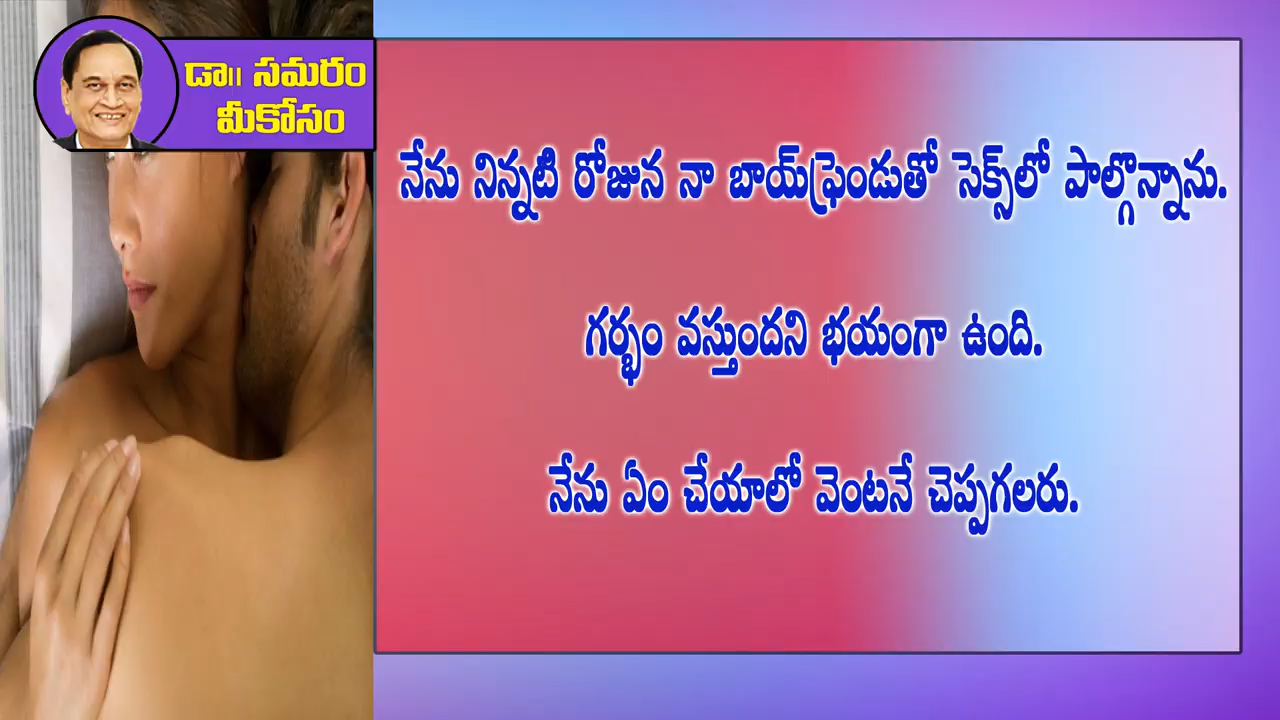 డా॥ సమరం
మీకోసం
నేను నిన్నటి రోజున నా బాయ్‌ఫ్రెండుతో సెక్స్‌లో పాల్గొన్నాను.
గర్భం వస్తుందని భయంగా ఉంది.
నేను ఏం చేయాలో వెంటనే చెప్పగలరు.